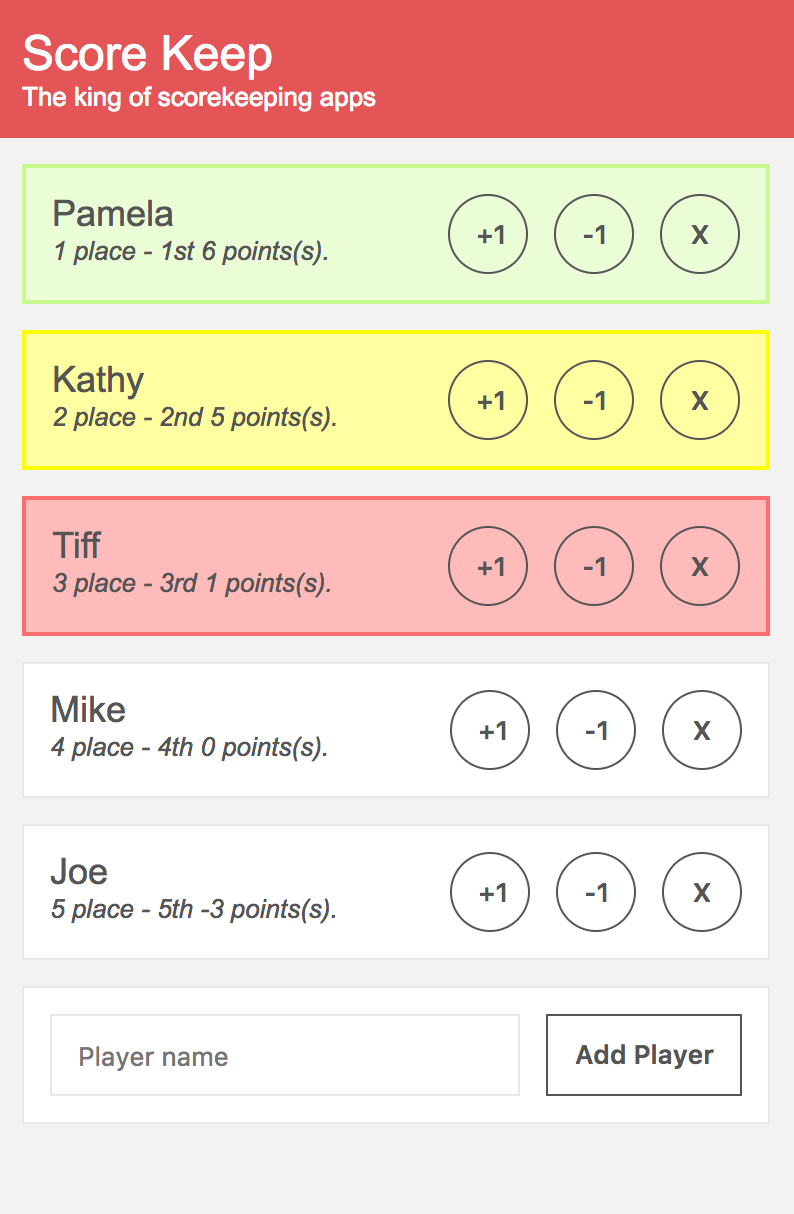 Score Keep
The king of scorekeeping apps
Pamela
1 place - 1st 6 points(s).
+1 -1 X
Kathy
2 place - 2nd 5 points(s).
+1 -1 X
Tiff
3 place - 3rd 1 points(s).
+1 -1 X
Mike
4 place - 4th 0 points(s).
+1 -1 X
Joe
5 place - 5th -3 points(s).
+1 -1 X
Player name Add Player